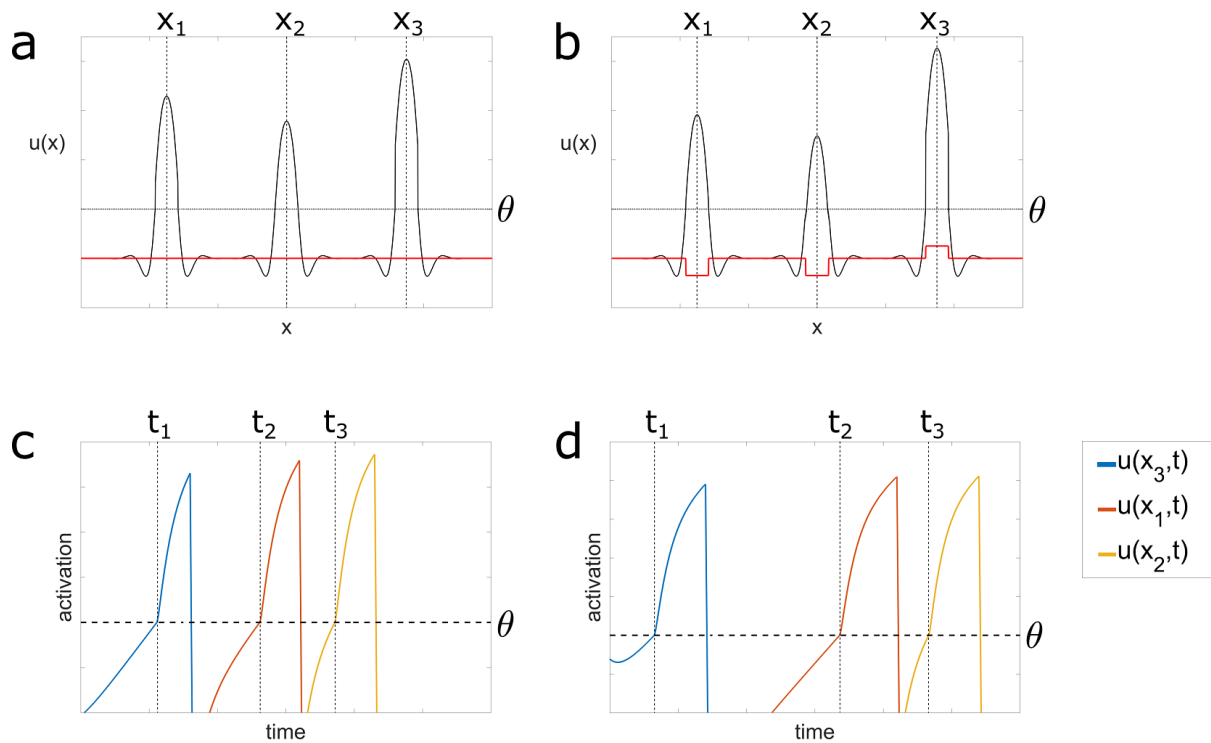 a
x₁ x₂ x₃
u(x)
θ
x
b
x₁ x₂ x₃
u(x)
θ
x
c
t₁ t₂ t₃
activation
θ
time
d
t₁ t₂ t₃
activation
θ
time
u(x₃,t)
u(x₁,t)
u(x₂,t)